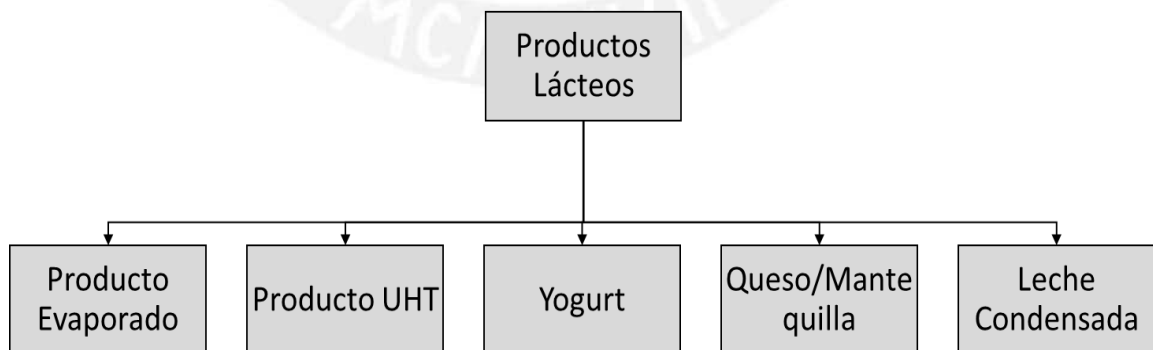 Productos
Lácteos
Producto
Evaporado
Producto UHT
Yogurt
Queso/Mante
quilla
Leche
Condensada